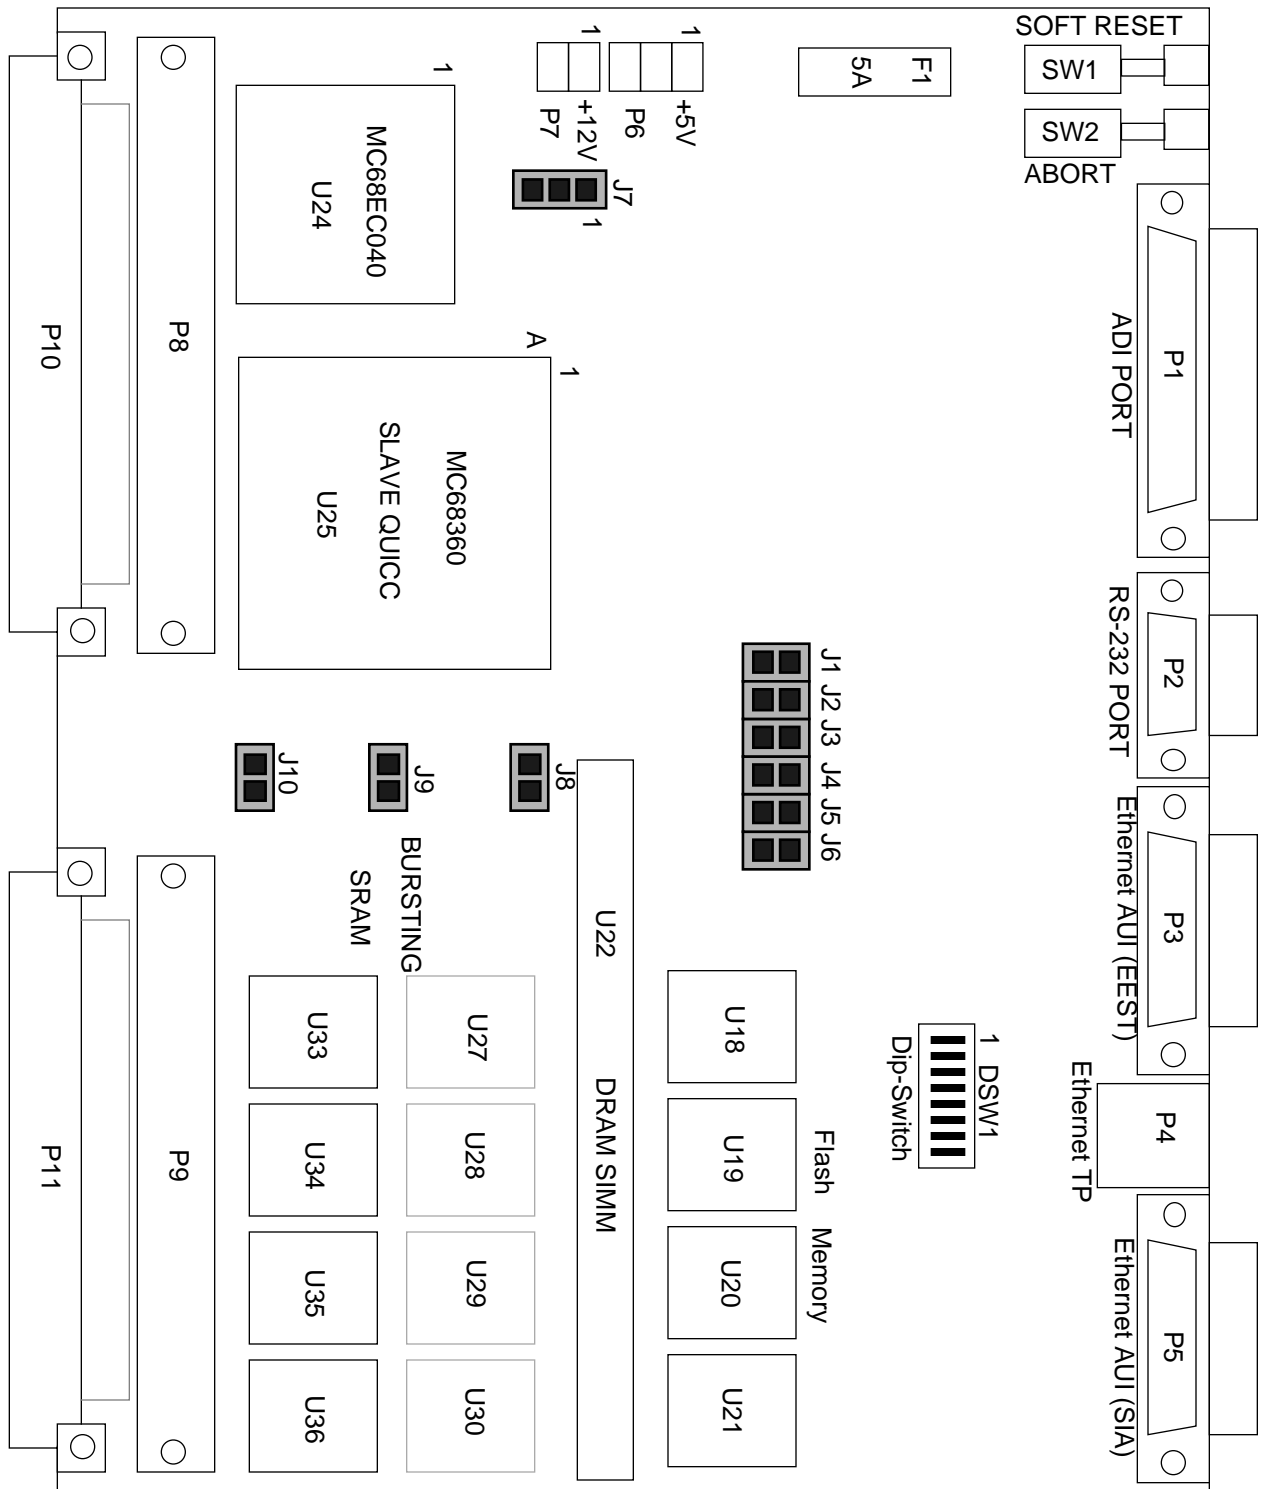 SOFT RESET
SW1
SW2
ABORT
F1
5A
1
+5V
P6
1
+12V
P7
J7
1
1
MC68EC040
U24
P8
P10
P1
ADI PORT
A
1
MC68360
SLAVE QUICC
U25
P2
RS-232 PORT
J1
J2
J3
J4
J5
J6
J8
J9
J10
P3
Ethernet AUI (EEST)
BURSTING
SRAM
U22
DRAM SIMM
1 DSW1
Dip-Switch
P4
Ethernet TP
Flash Memory
U18
U19
U20
U21
U27
U28
U29
U30
U33
U34
U35
U36
P9
P11
P5
Ethernet AUI (SIA)